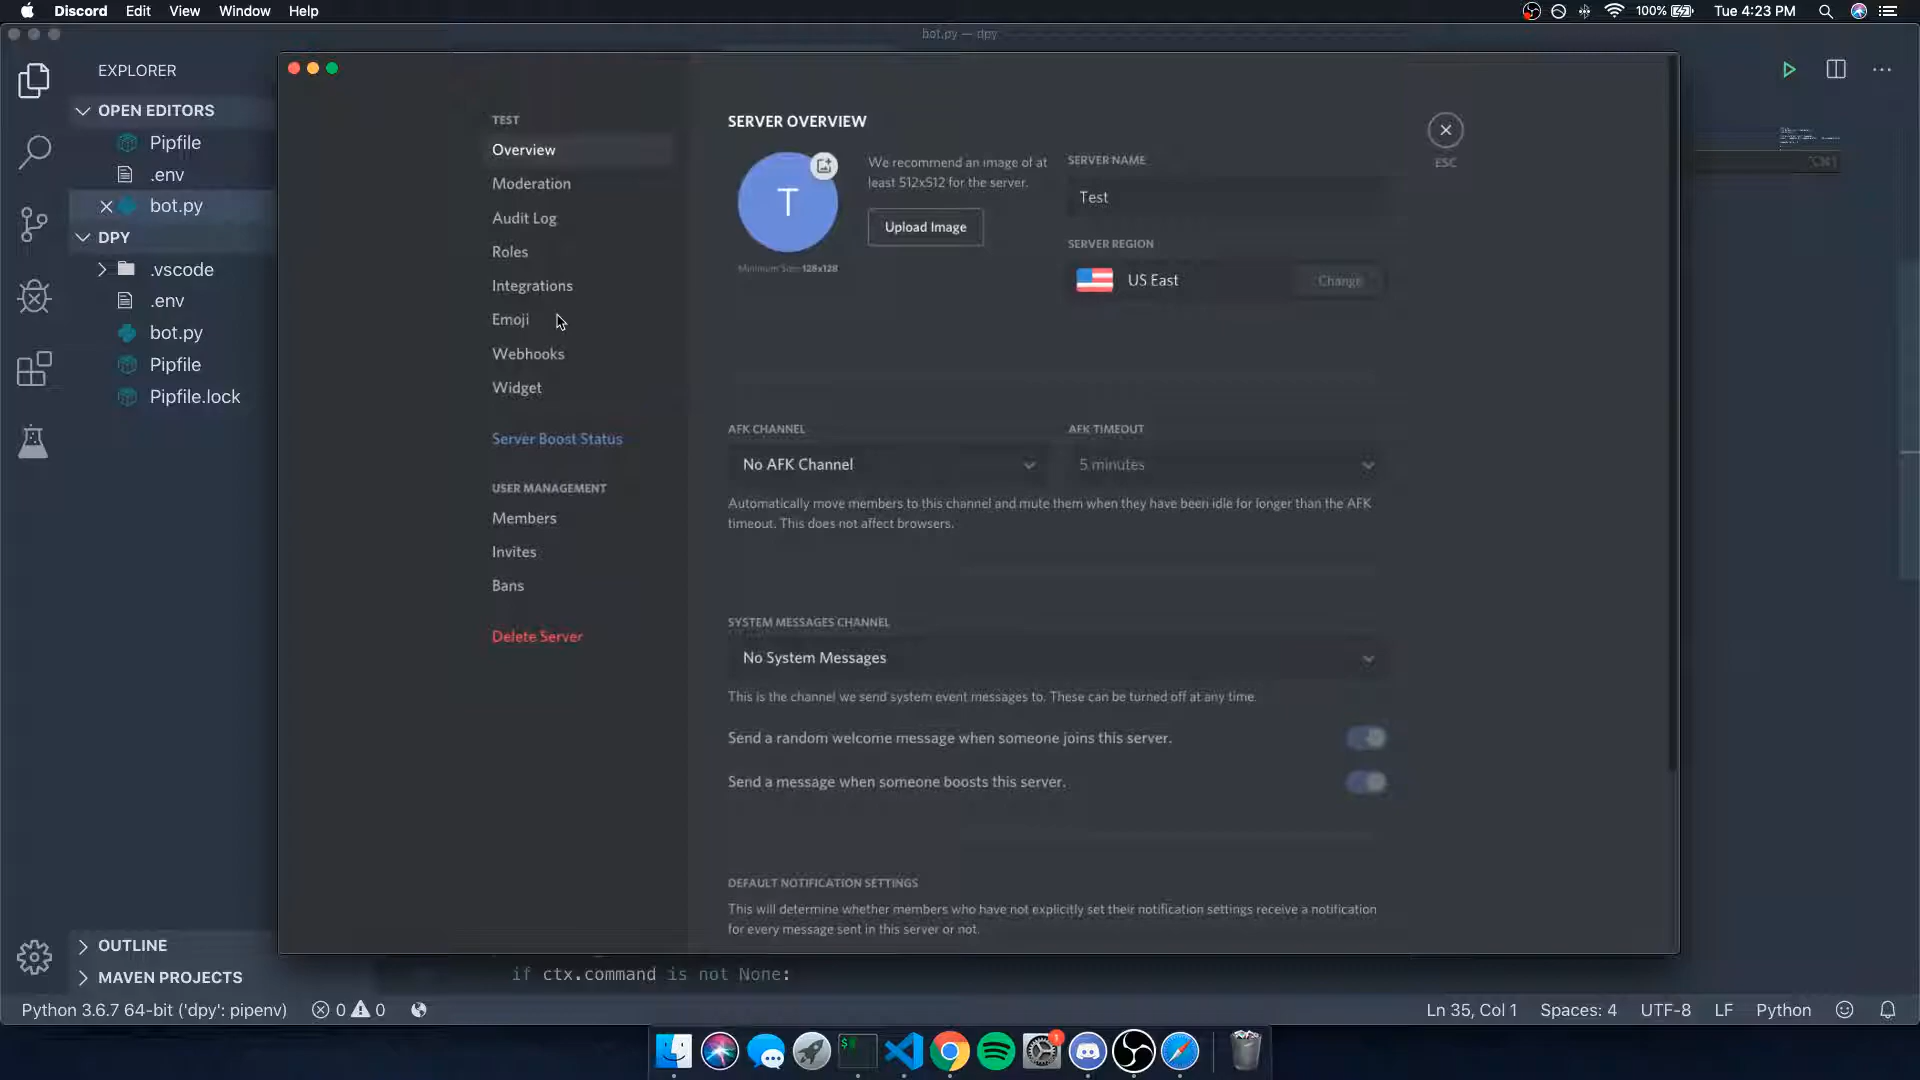 Discord Edit View Window Help
100% Tue 4:23 PM
bot.py — dpy
EXPLORER
OPEN EDITORS
Pipfile
.env
bot.py
DPY
.vscode
.env
bot.py
Pipfile
Pipfile.lock
OUTLINE
MAVEN PROJECTS
TEST
Overview
Moderation
Audit Log
Roles
Integrations
Emoji
Webhooks
Widget
Server Boost Status
USER MANAGEMENT
Members
Invites
Bans
Delete Server
SERVER OVERVIEW
T
Minimum Size: 128x128
We recommend an image of at
least 512x512 for the server.
Upload Image
SERVER NAME
Test
SERVER REGION
US East
Change
ESC
AFK CHANNEL
No AFK Channel
AFK TIMEOUT
5 minutes
Automatically move members to this channel and mute them when they have been idle for longer than the AFK
timeout. This does not affect browsers.
SYSTEM MESSAGES CHANNEL
No System Messages
This is the channel we send system event messages to. These can be turned off at any time.
Send a random welcome message when someone joins this server.
Send a message when someone boosts this server.
DEFAULT NOTIFICATION SETTINGS
This will determine whether members who have not explicitly set their notification settings receive a notification
for every message sent in this server or not.
if ctx.command is not None:
Python 3.6.7 64-bit ('dpy': pipenv) 0 0
Ln 35, Col 1 Spaces: 4 UTF-8 LF Python
$
1